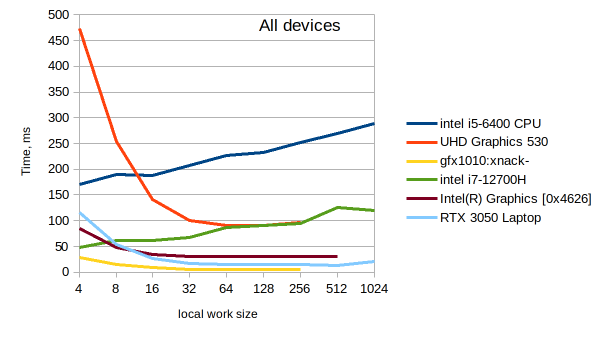 All devices
500
450
400
350
300
250
200
150
100
50
0
Time, ms
4 8 16 32 64 128 256 512 1024
local work size
intel i5-6400 CPU
UHD Graphics 530
gfx1010:xnack-
intel i7-12700H
Intel(R) Graphics [0x4626]
RTX 3050 Laptop